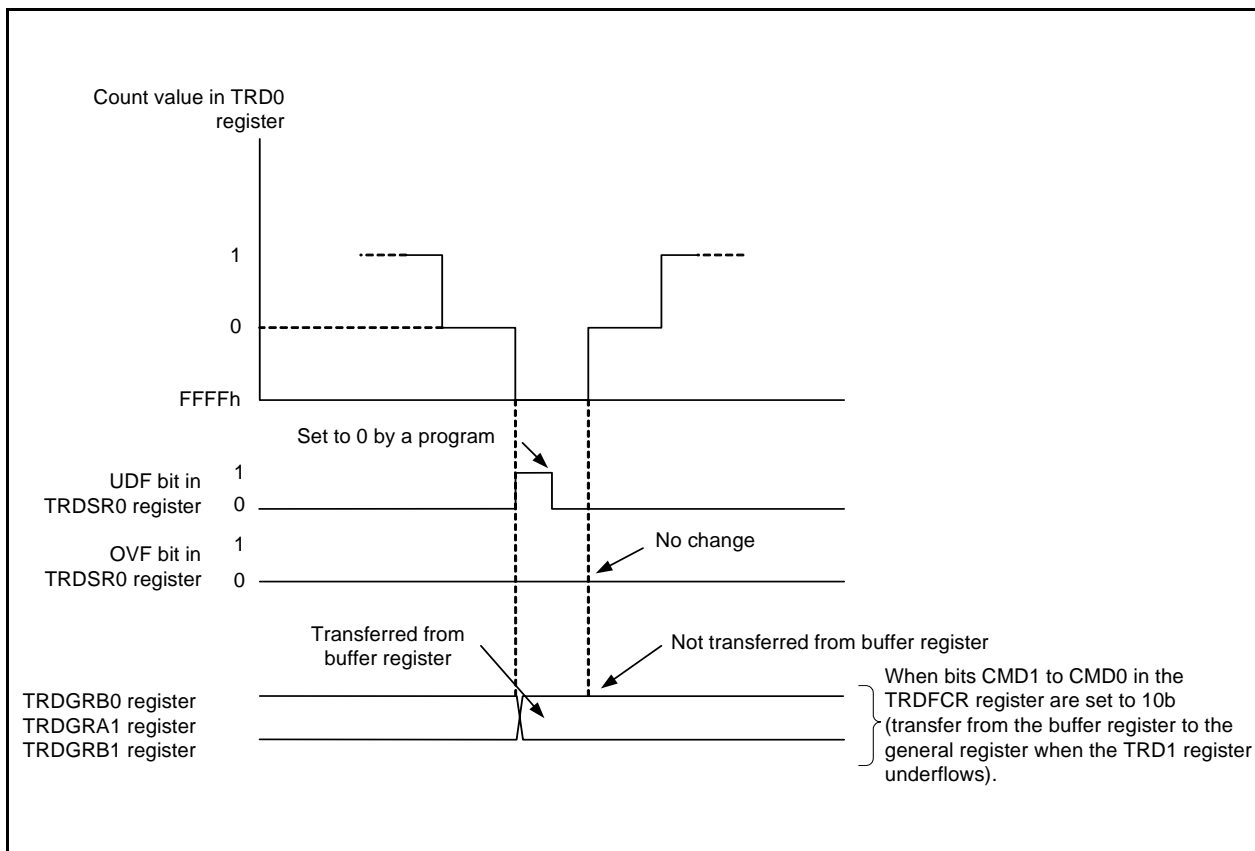 Count value in TRD0
register
1
0
FFFFh
Set to 0 by a program
UDF bit in
TRDSR0 register
1
0
OVF bit in
TRDSR0 register
1
0
No change
Transferred from
buffer register
Not transferred from buffer register
TRDGRB0 register
TRDGRA1 register
TRDGRB1 register
When bits CMD1 to CMD0 in the
TRDFCR register are set to 10b
(transfer from the buffer register to the
general register when the TRD1 register
underflows).